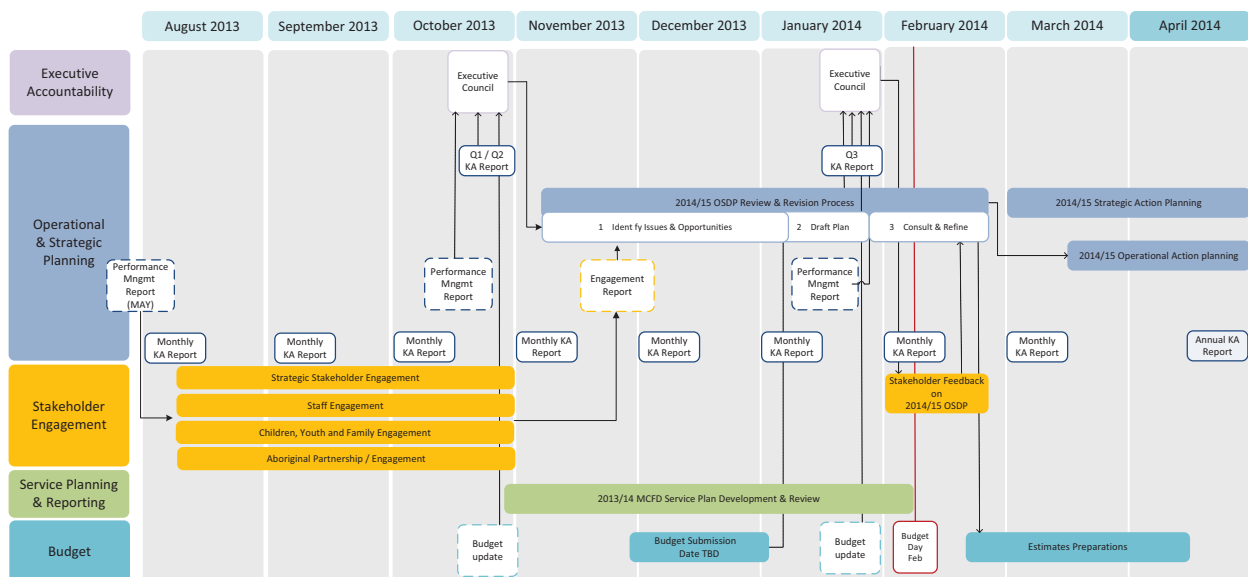 August 2013
September 2013
October 2013
November 2013
December 2013
January 2014
February 2014
March 2014
April 2014
Executive
Accountability
Executive
Council
Executive
Council
Operational
& Strategic
Planning
Q1 / Q2
KA Report
Q3
KA Report
2014/15 OSDP Review & Revision Process
2014/15 Strategic Action Planning
1 Identfy Issues & Opportunities
2 Draft Plan
3 Consult & Refine
2014/15 Operational Action planning
Performance
Mngmt
Report
(MAY)
Performance
Mngmt
Report
Engagement
Report
Performance
Mngmt
Report
Monthly
KA Report
Monthly
KA Report
Monthly
KA Report
Monthly KA
Report
Monthly
KA Report
Monthly
KA Report
Monthly
KA Report
Monthly
KA Report
Annual KA
Report
Stakeholder
Engagement
Strategic Stakeholder Engagement
Staff Engagement
Children, Youth and Family Engagement
Aboriginal Partnership / Engagement
Stakeholder Feedback
on
2014/15 OSDP
Service Planning
& Reporting
2013/14 MCFD Service Plan Development & Review
Budget
Budget
update
Budget Submission
Date TBD
Budget
update
Budget
Day
Feb
Estimates Preparations